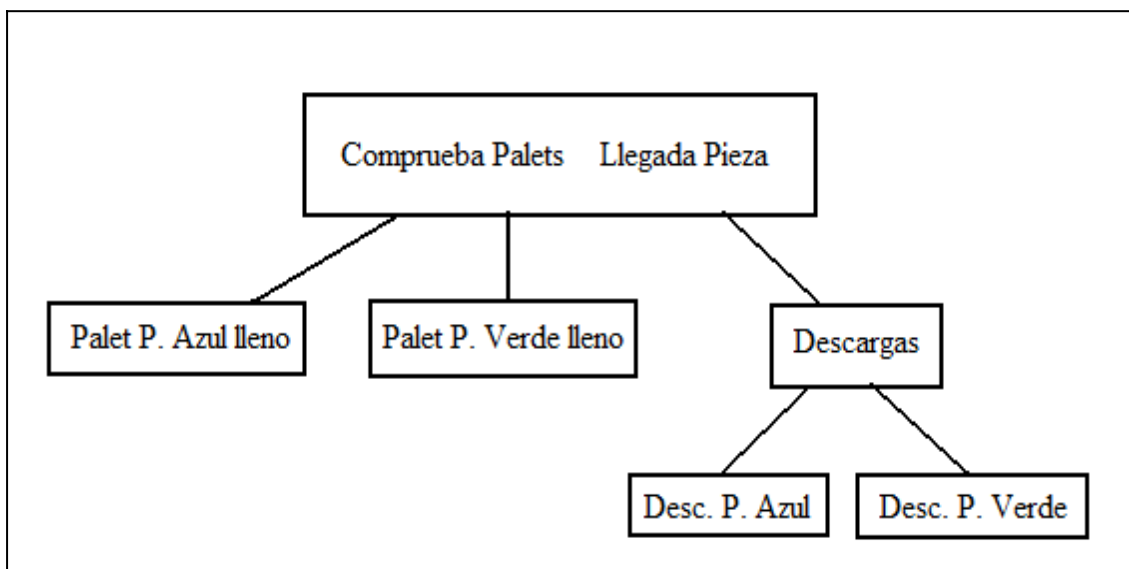 Comprueba Palets Llegada Pieza
Palet P. Azul lleno
Palet P. Verde lleno
Descargas
Desc. P. Azul
Desc. P. Verde